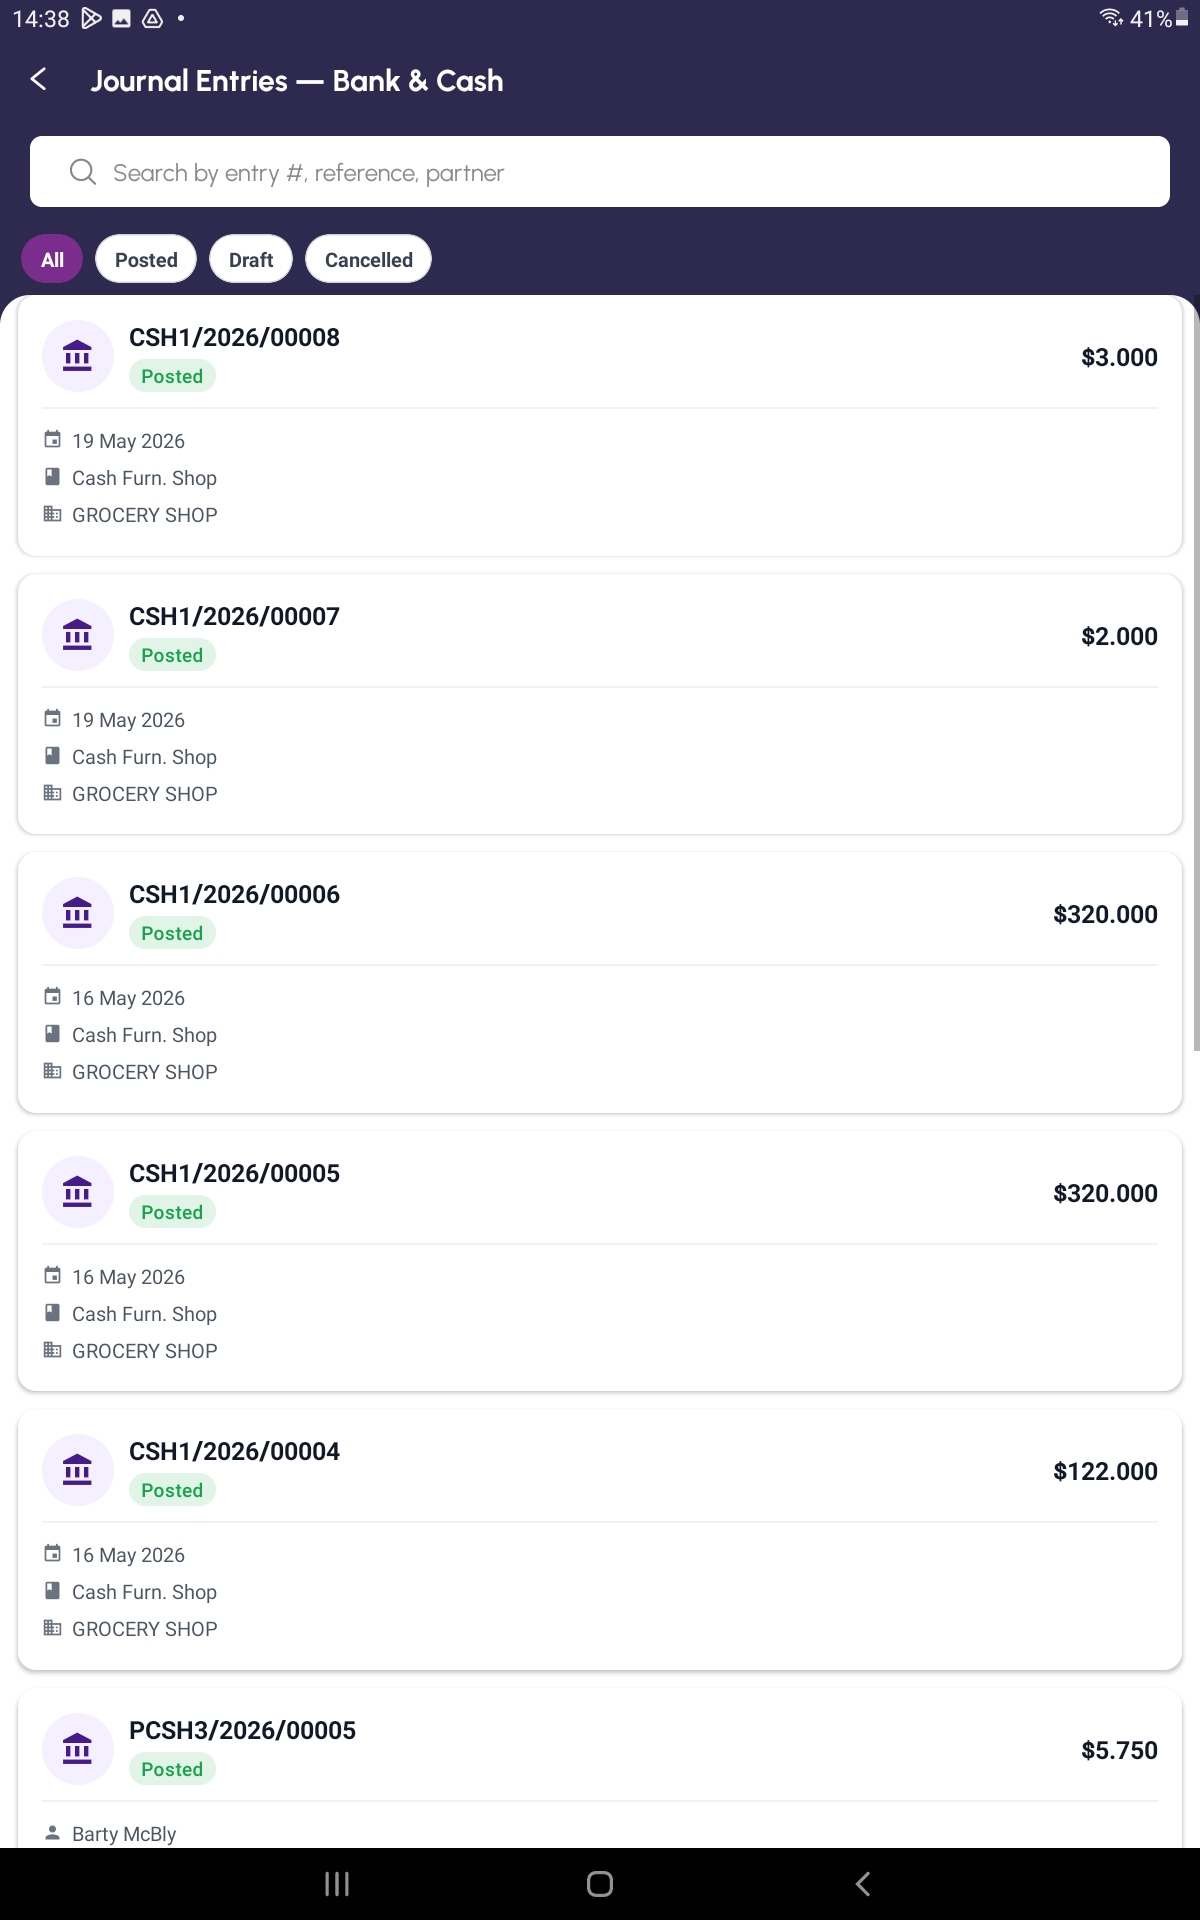 14:38
41%
Journal Entries — Bank & Cash
Search by entry #, reference, partner
All Posted Draft Cancelled
CSH1/2026/00008
Posted
$3.000
19 May 2026
Cash Furn. Shop
GROCERY SHOP
CSH1/2026/00007
Posted
$2.000
19 May 2026
Cash Furn. Shop
GROCERY SHOP
CSH1/2026/00006
Posted
$320.000
16 May 2026
Cash Furn. Shop
GROCERY SHOP
CSH1/2026/00005
Posted
$320.000
16 May 2026
Cash Furn. Shop
GROCERY SHOP
CSH1/2026/00004
Posted
$122.000
16 May 2026
Cash Furn. Shop
GROCERY SHOP
PCSH3/2026/00005
Posted
$5.750
Barty McBly